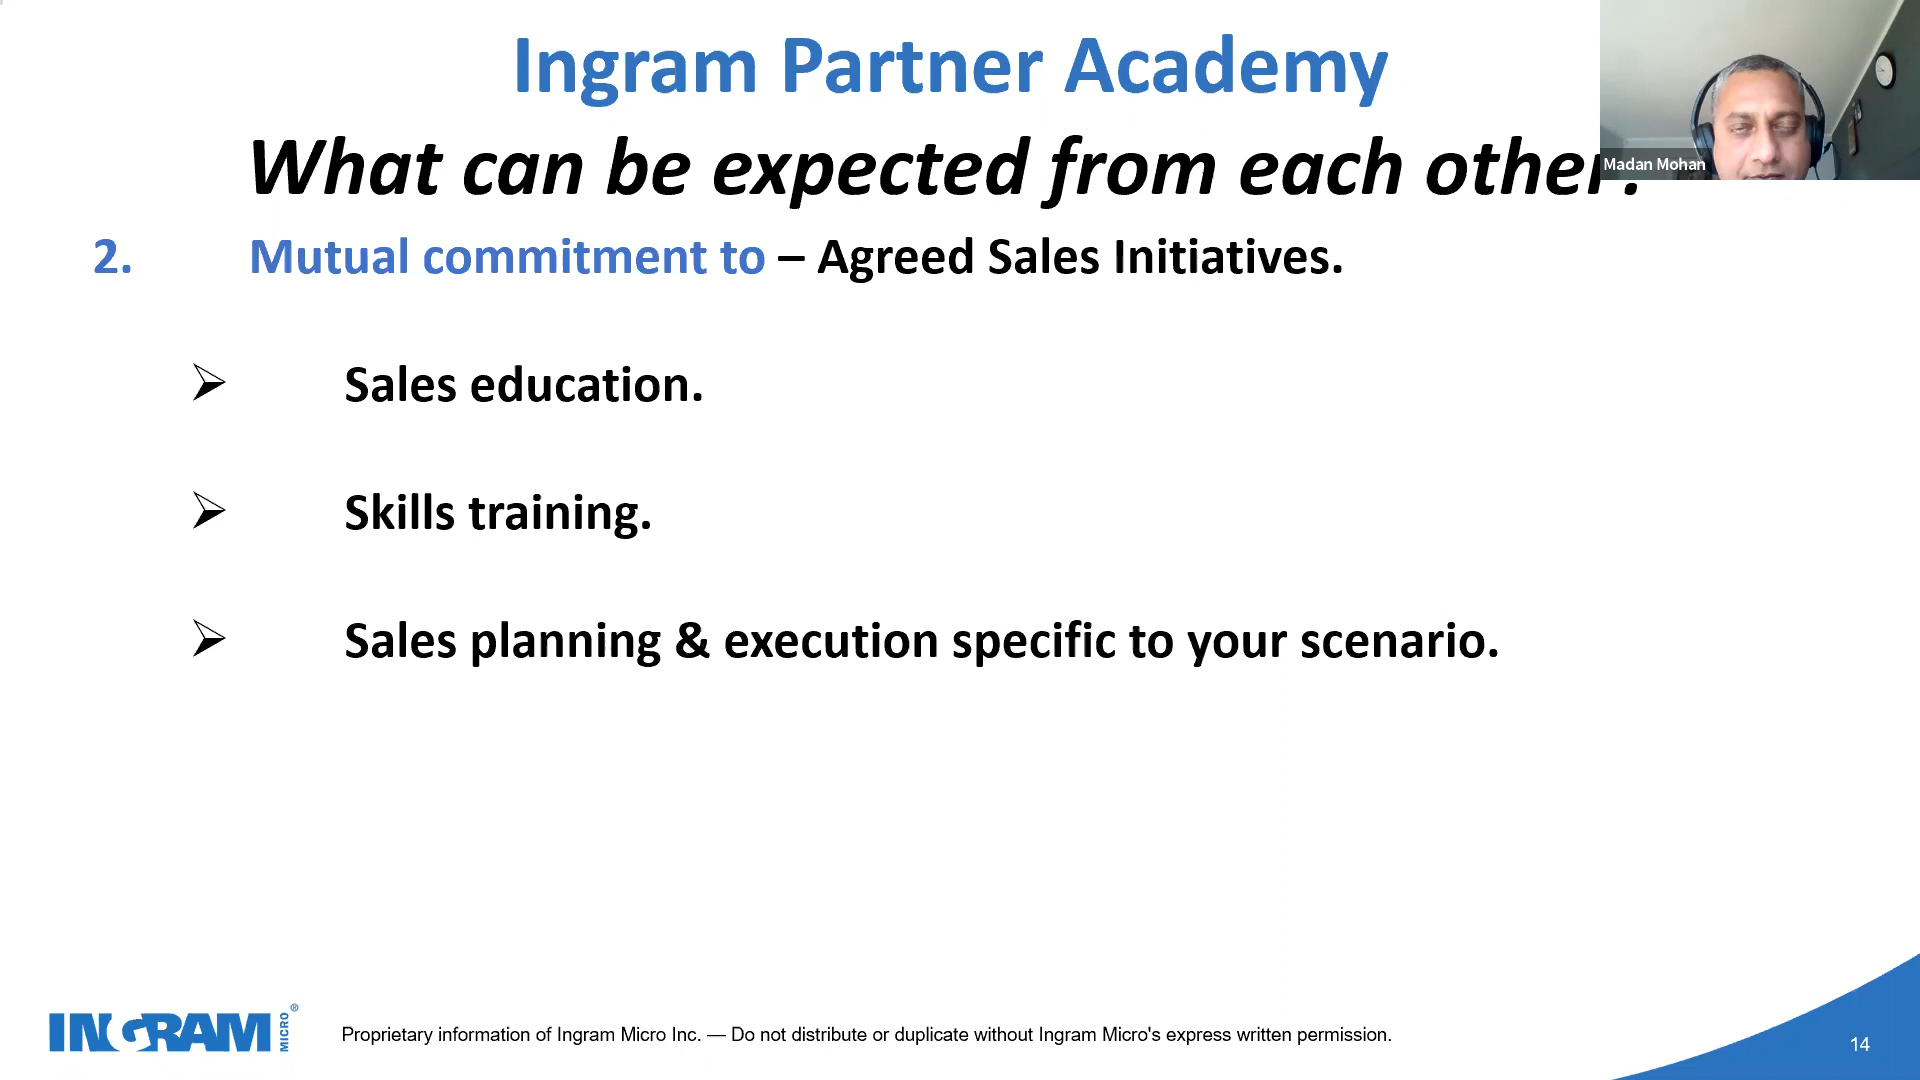 Ingram Partner Academy
What can be expected from each other?
Madan Mohan
2. Mutual commitment to – Agreed Sales Initiatives.
➢ Sales education.
➢ Skills training.
➢ Sales planning & execution specific to your scenario.
INGRAM MICRO®
Proprietary information of Ingram Micro Inc. — Do not distribute or duplicate without Ingram Micro's express written permission.
14